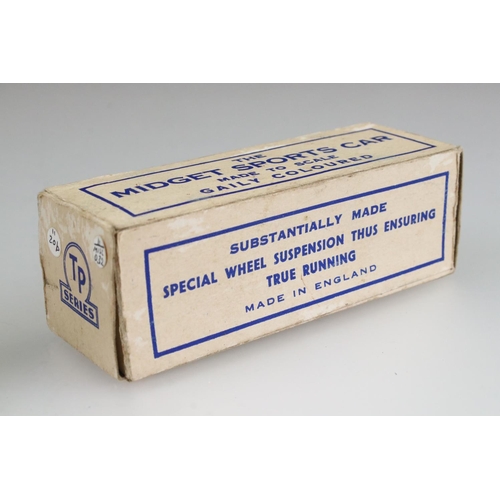 THE
MIDGET SPORTS CAR
MADE TO SCALE
GAILY COLOURED
SUBSTANTIALLY MADE
SPECIAL WHEEL SUSPENSION THUS ENSURING
TRUE RUNNING
MADE IN ENGLAND
TP
SERIES